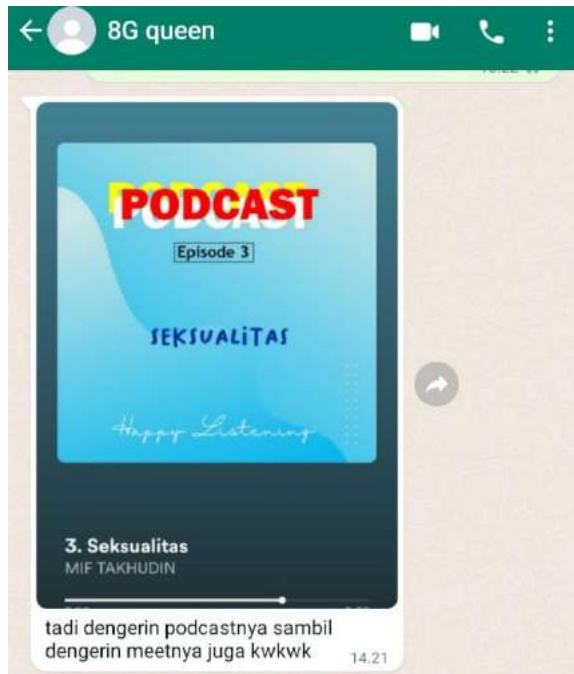 8G queen
PODCAST
Episode 3
SEKSUALITAS
Happy Listening
3. Seksualitas
MIF TAKHUDIN
tadi dengerin podcastnya sambil
dengerin meetnya juga kwkwk
14.21